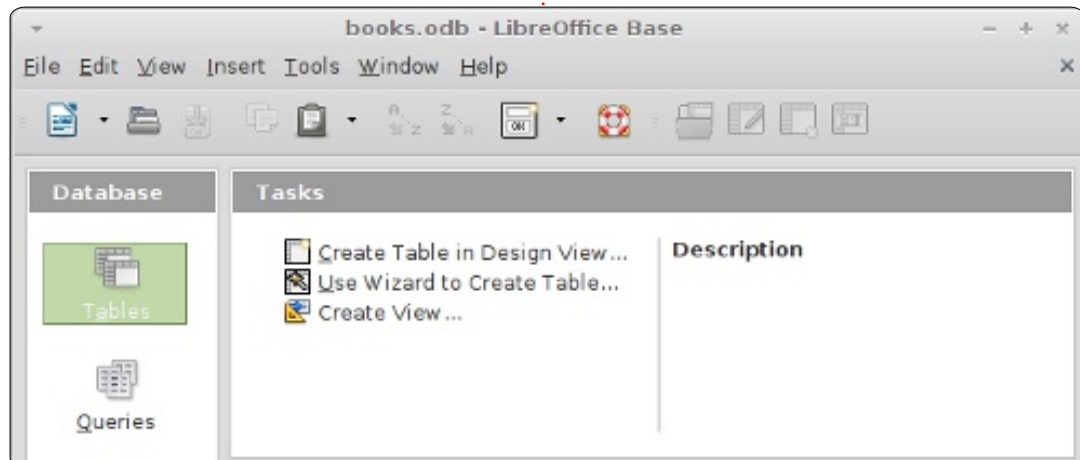 books.odb - LibreOffice Base
File Edit View Insert Tools Window Help
Database
Tasks
Tables
Queries
Create Table in Design View...
Use Wizard to Create Table...
Create View...
Description